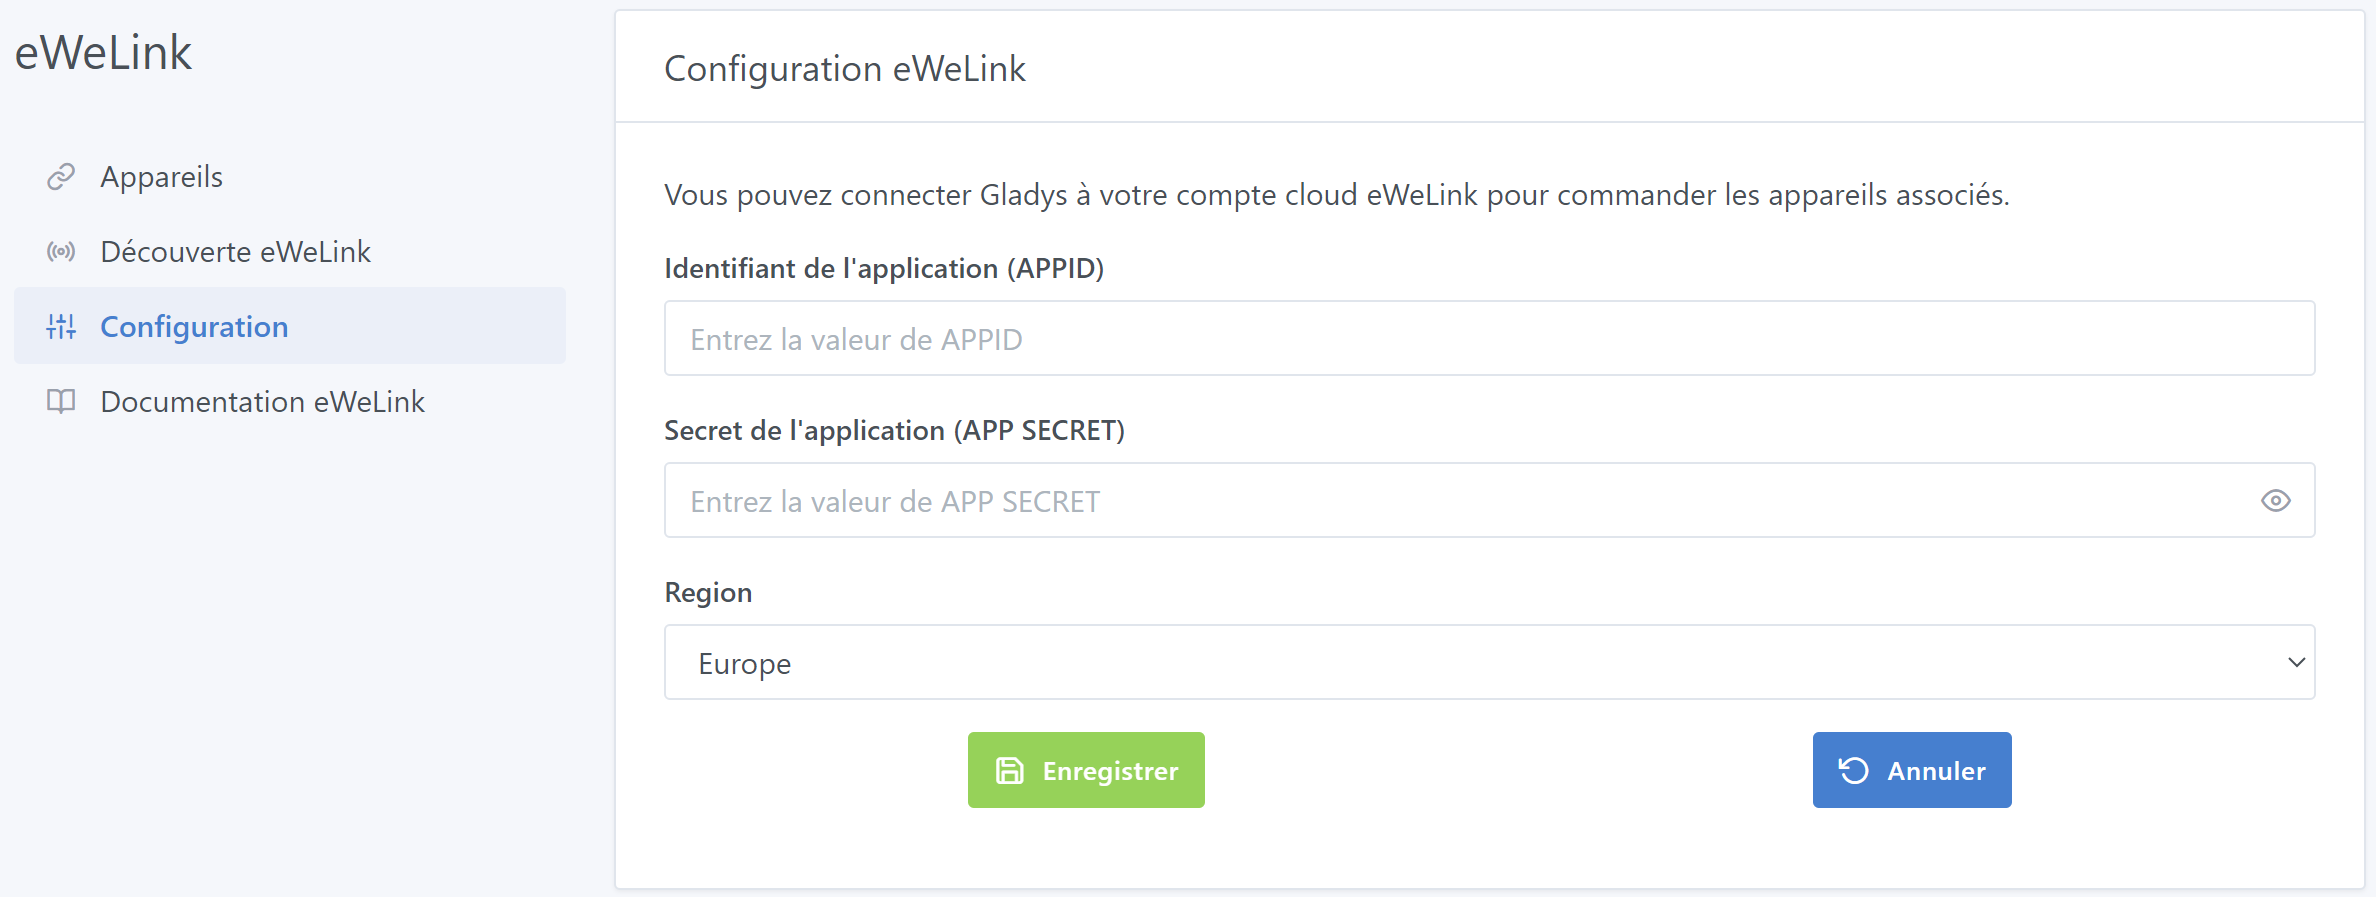 eWeLink
Appareils
Découverte eWeLink
Configuration
Documentation eWeLink
Configuration eWeLink
Vous pouvez connecter Gladys à votre compte cloud eWeLink pour commander les appareils associés.
Identifiant de l'application (APPID)
Entrez la valeur de APPID
Secret de l'application (APP SECRET)
Entrez la valeur de APP SECRET
Region
Europe
Enregistrer
Annuler